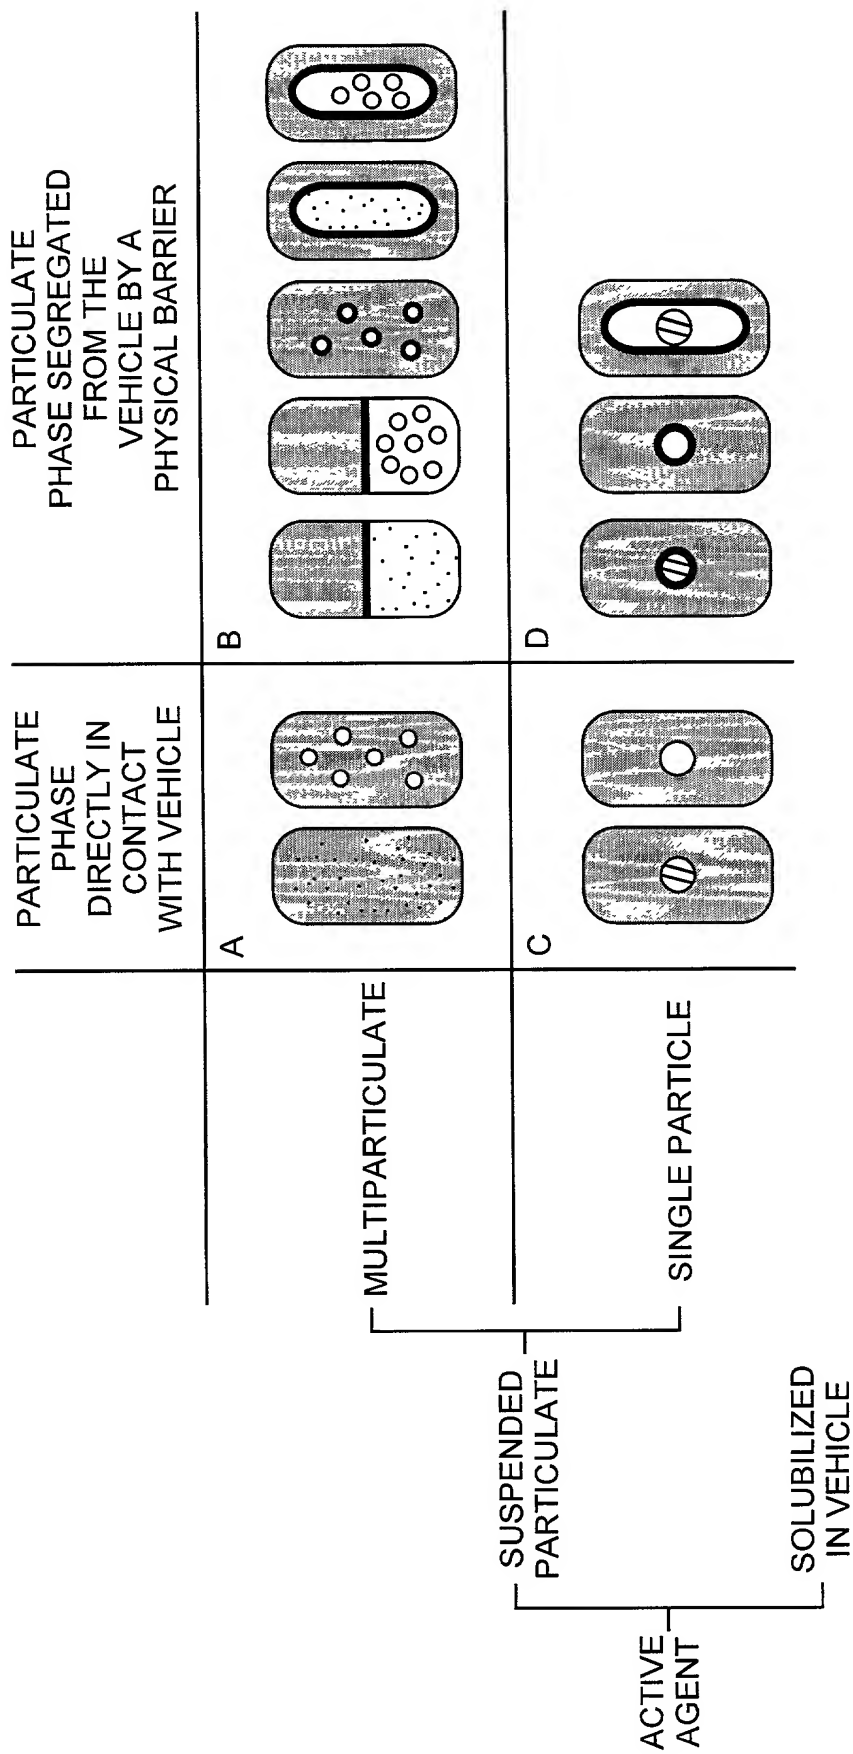 PARTICULATE
PHASE
DIRECTLY IN
CONTACT
WITH VEHICLE
PARTICULATE
PHASE SEGREGATED
FROM THE
VEHICLE BY A
PHYSICAL BARRIER
A
B
MULTIPARTICULATE
C
D
SINGLE PARTICLE
SUSPENDED
PARTICULATE
ACTIVE
AGENT
SOLUBILIZED
IN VEHICLE